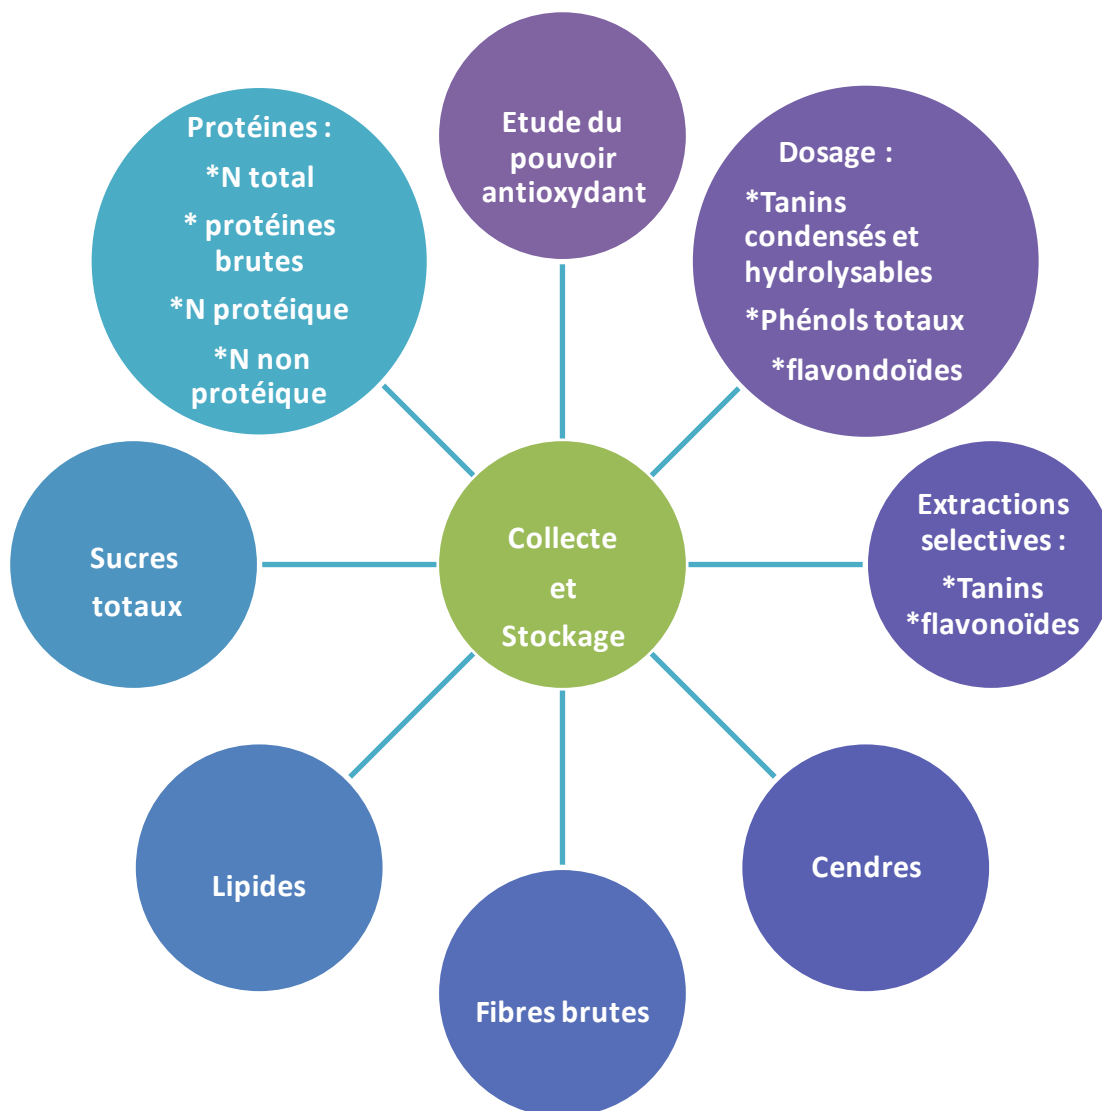 Etude du
pouvoir
antioxydant
Dosage :
*Tanins
condensés et
hydrolysables
*Phénols totaux
*flavondoïdes
Extractions
selectives :
*Tanins
*flavonoïdes
Cendres
Fibres brutes
Lipides
Sucres
totaux
Protéines :
*N total
* protéines
brutes
*N protéique
*N non
protéique
Collecte
et
Stockage